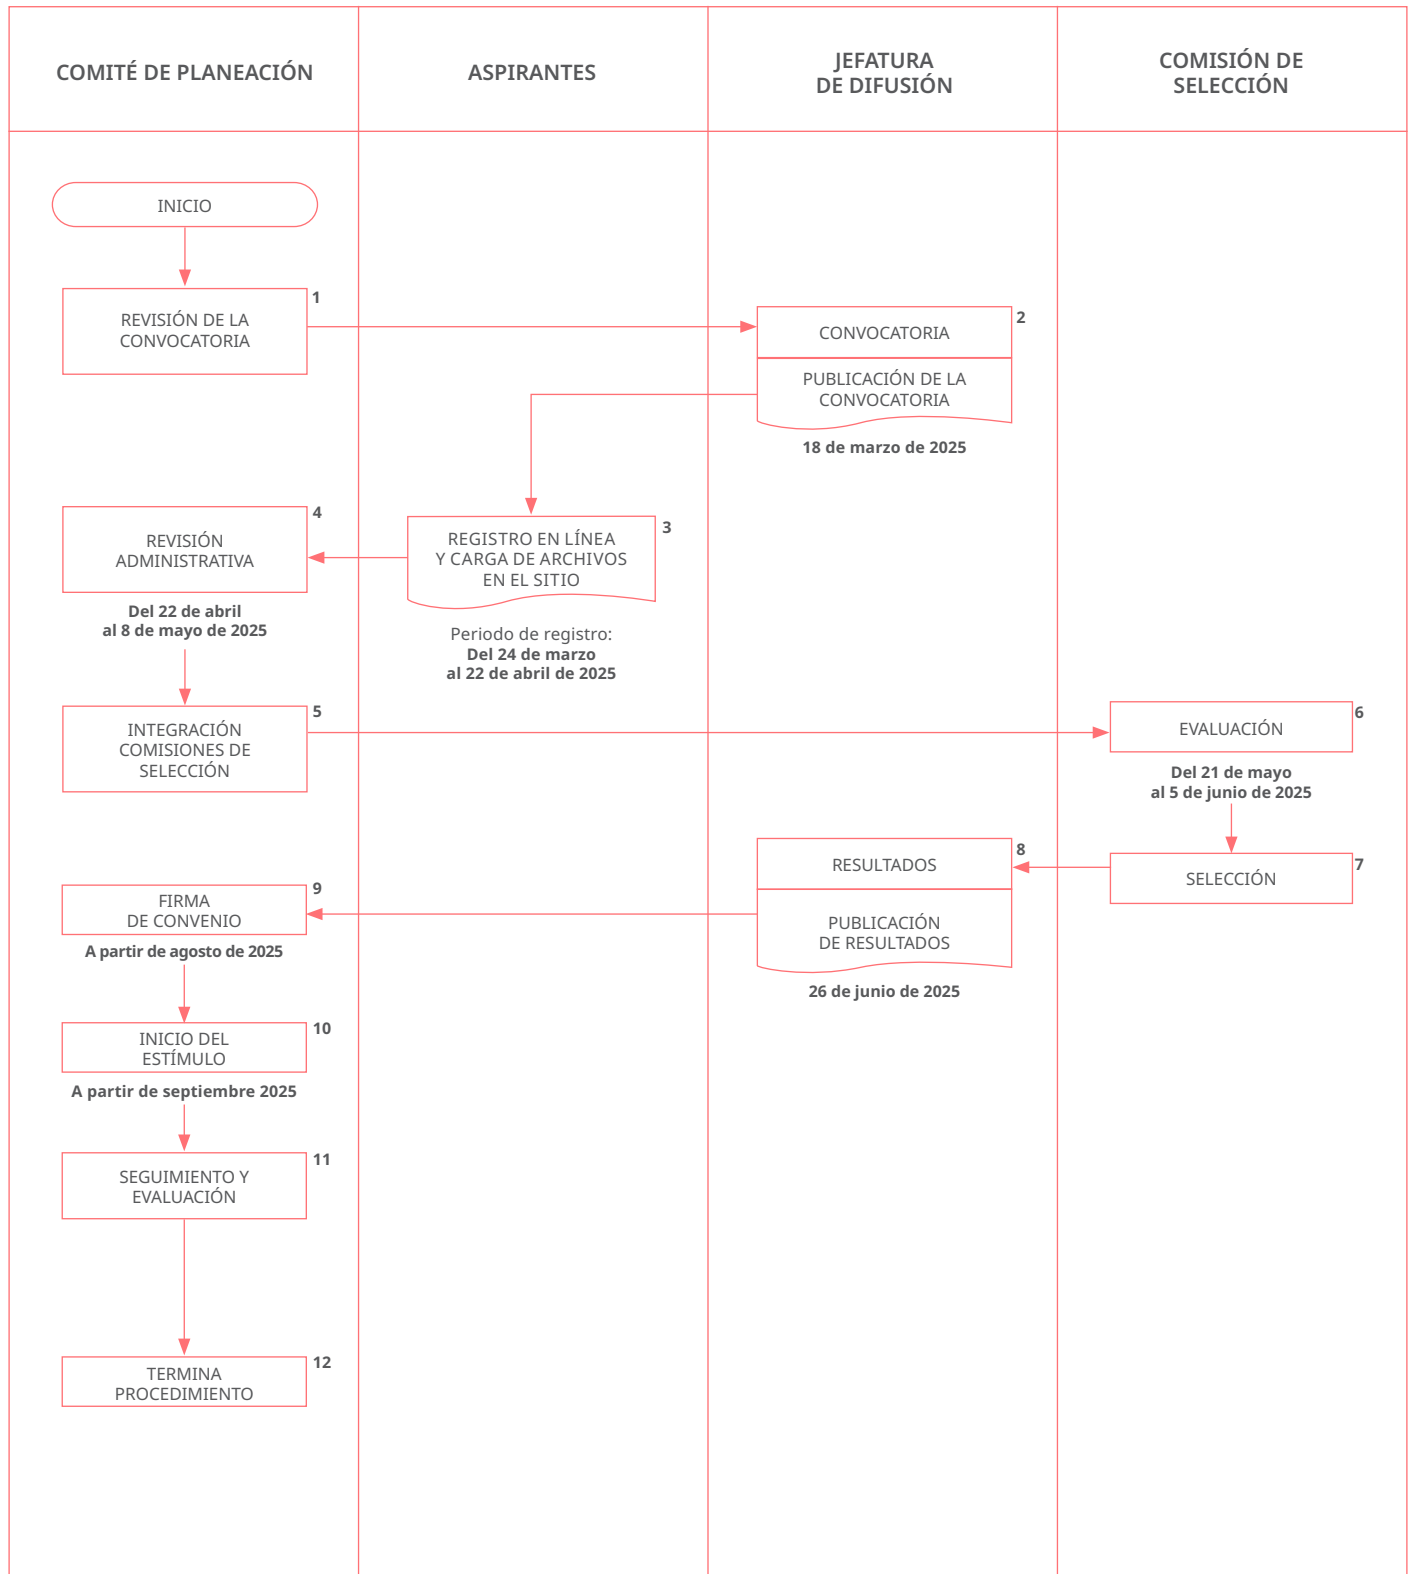 COMITÉ DE PLANEACIÓN
ASPIRANTES
JEFATURA
DE DIFUSIÓN
COMISIÓN DE
SELECCIÓN
INICIO
1
REVISIÓN DE LA
CONVOCATORIA
2
CONVOCATORIA
PUBLICACIÓN DE LA
CONVOCATORIA
18 de marzo de 2025
3
REGISTRO EN LÍNEA
Y CARGA DE ARCHIVOS
EN EL SITIO
Periodo de registro:
Del 24 de marzo
al 22 de abril de 2025
4
REVISIÓN
ADMINISTRATIVA
Del 22 de abril
al 8 de mayo de 2025
5
INTEGRACIÓN
COMISIONES DE
SELECCIÓN
6
EVALUACIÓN
Del 21 de mayo
al 5 de junio de 2025
7
SELECCIÓN
8
RESULTADOS
PUBLICACIÓN
DE RESULTADOS
26 de junio de 2025
9
FIRMA
DE CONVENIO
A partir de agosto de 2025
10
INICIO DEL
ESTÍMULO
A partir de septiembre 2025
11
SEGUIMIENTO Y
EVALUACIÓN
12
TERMINA
PROCEDIMIENTO